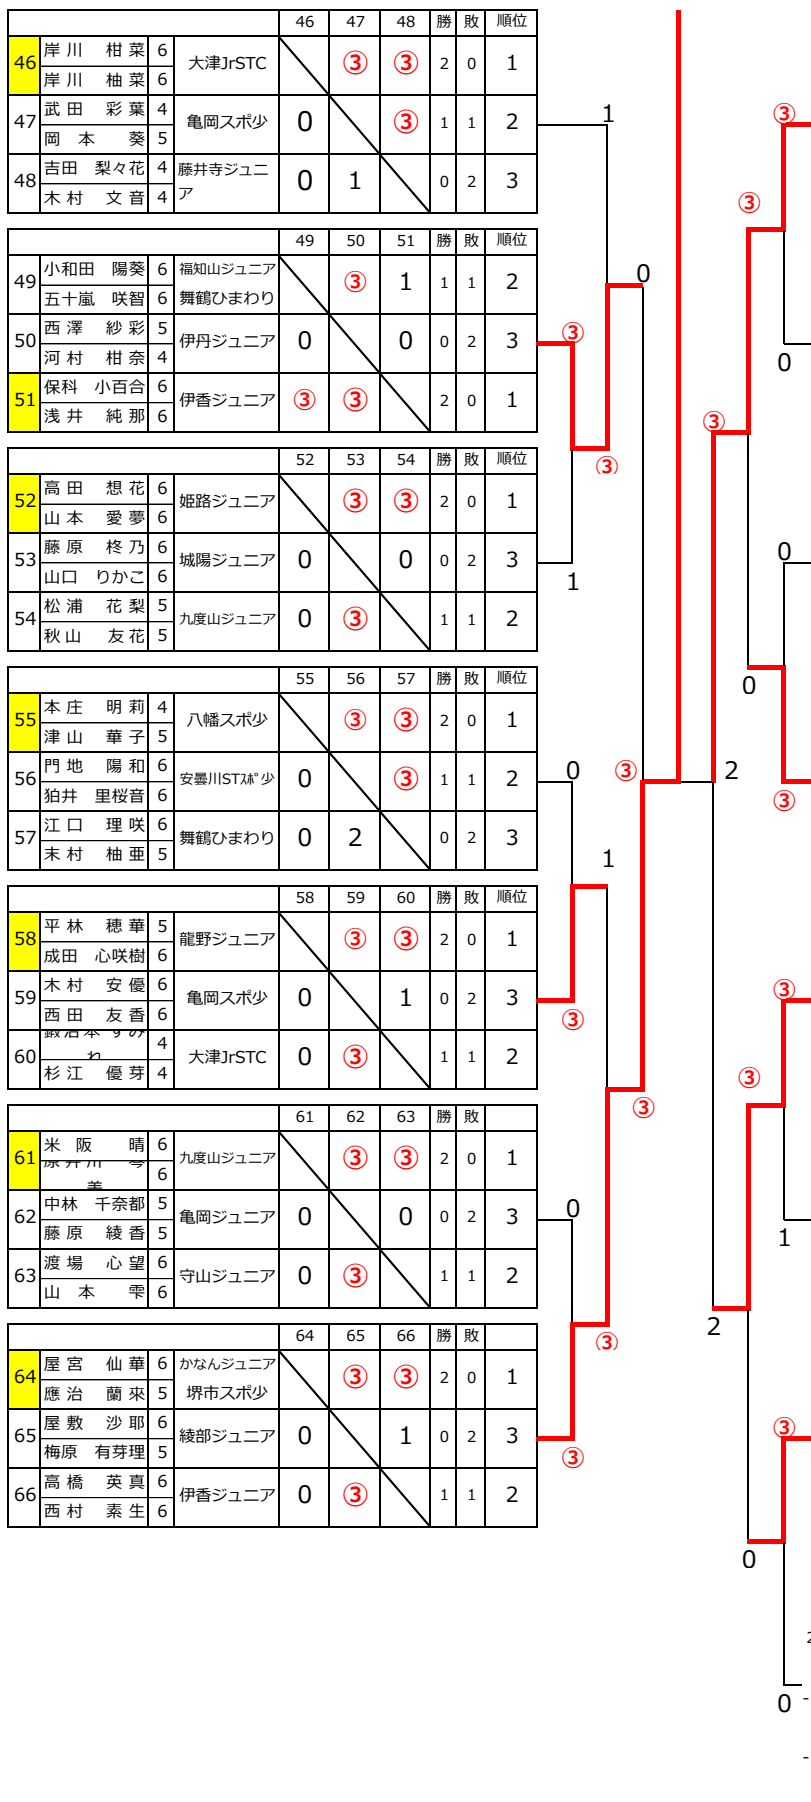 46 47 48 勝 敗 順位
46 岸川 柑菜 6 大津JrSTC ③ ③ 2 0 1
岸川 柚菜 6
47 武田 彩葉 4 亀岡スポ少 0 ③ 1 1 2
岡本 葵 5
48 吉田 梨々花 4 藤井寺ジュニア 0 1 0 2 3
木村 文音 4
49 50 51 勝 敗 順位
49 小和田 陽葵 6 福知山ジュニア ③ 1 1 1 2
五十嵐 咲智 6 舞鶴ひまわり
50 西澤 紗彩 5 伊丹ジュニア 0 0 0 2 3
河村 柑奈 4
51 保科 小百合 6 伊香ジュニア ③ ③ 2 0 1
浅井 純那 6
52 53 54 勝 敗 順位
52 高田 想花 6 姫路ジュニア ③ ③ 2 0 1
山本 愛夢 6
53 藤原 柊乃 6 城陽ジュニア 0 0 0 2 3
山口 りかこ 6
54 松浦 花梨 5 九度山ジュニア 0 ③ 1 1 2
秋山 友花 5
55 56 57 勝 敗 順位
55 本庄 明莉 4 八幡スポ少 ③ ③ 2 0 1
津山 華子 5
56 門地 陽和 6 安曇川STｽﾎﾟ少 0 ③ 1 1 2
狛井 里桜音 6
57 江口 理咲 6 舞鶴ひまわり 0 2 0 2 3
末村 柚亜 5
58 59 60 勝 敗 順位
58 平林 穂華 5 龍野ジュニア ③ ③ 2 0 1
成田 心咲樹 6
59 木村 安優 6 亀岡スポ少 0 1 0 2 3
西田 友香 6
60 4 大津JrSTC 0 ③ 1 1 2
杉江 優芽 4
61 62 63 勝 敗
61 米阪 晴 6 九度山ジュニア ③ ③ 2 0 1
6
62 中林 千奈都 5 亀岡ジュニア 0 0 0 2 3
藤原 綾香 5
63 渡場 心望 6 守山ジュニア 0 ③ 1 1 2
山本 雫 6
64 65 66 勝 敗
64 屋宮 仙華 6 かなんジュニア ③ ③ 2 0 1
應治 蘭來 5 堺市スポ少
65 屋敷 沙耶 6 綾部ジュニア 0 1 0 2 3
梅原 有芽理 5
66 高橋 英真 6 伊香ジュニア 0 ③ 1 1 2
西村 素生 6
1 ③
③
0
③ 0
③
③
0
1
0
0 ③ 2 ③
1
③
③
③
0
1
③ 2
③ ③
0
0